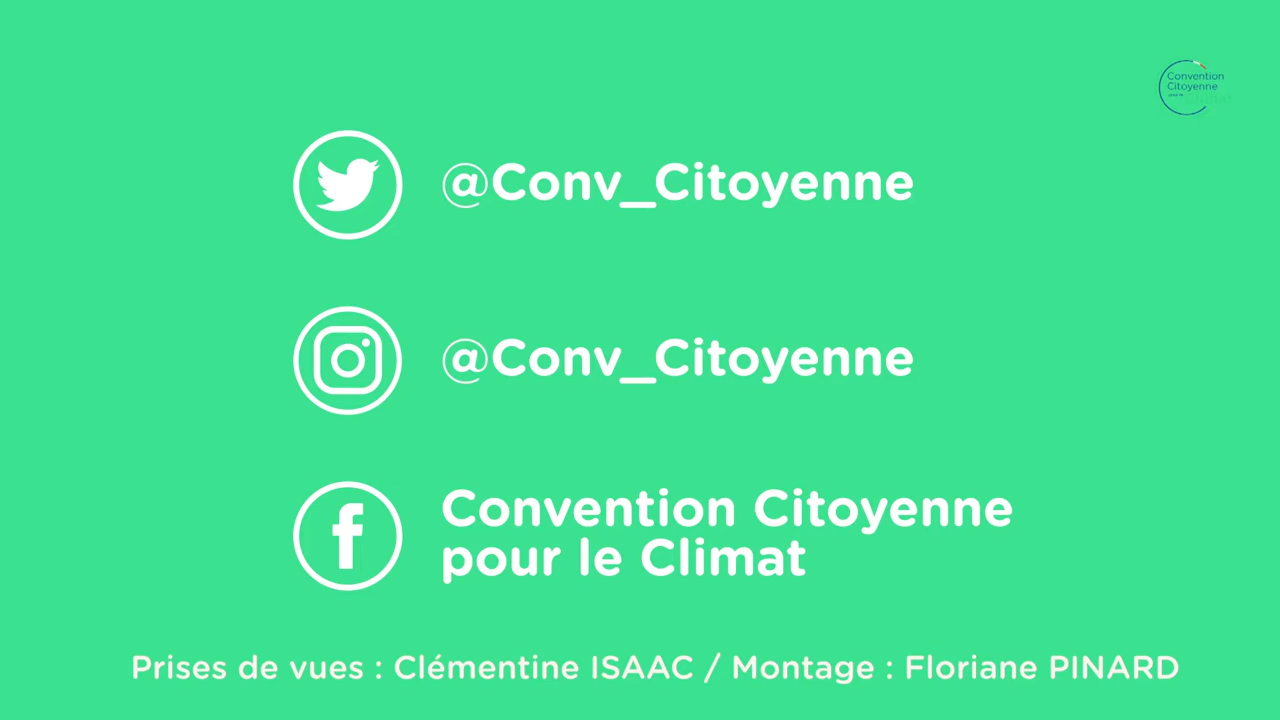 Convention
Citoyenne
@Conv_Citoyenne
@Conv_Citoyenne
Convention Citoyenne
pour le Climat
Prises de vues : Clémentine ISAAC / Montage : Floriane PINARD